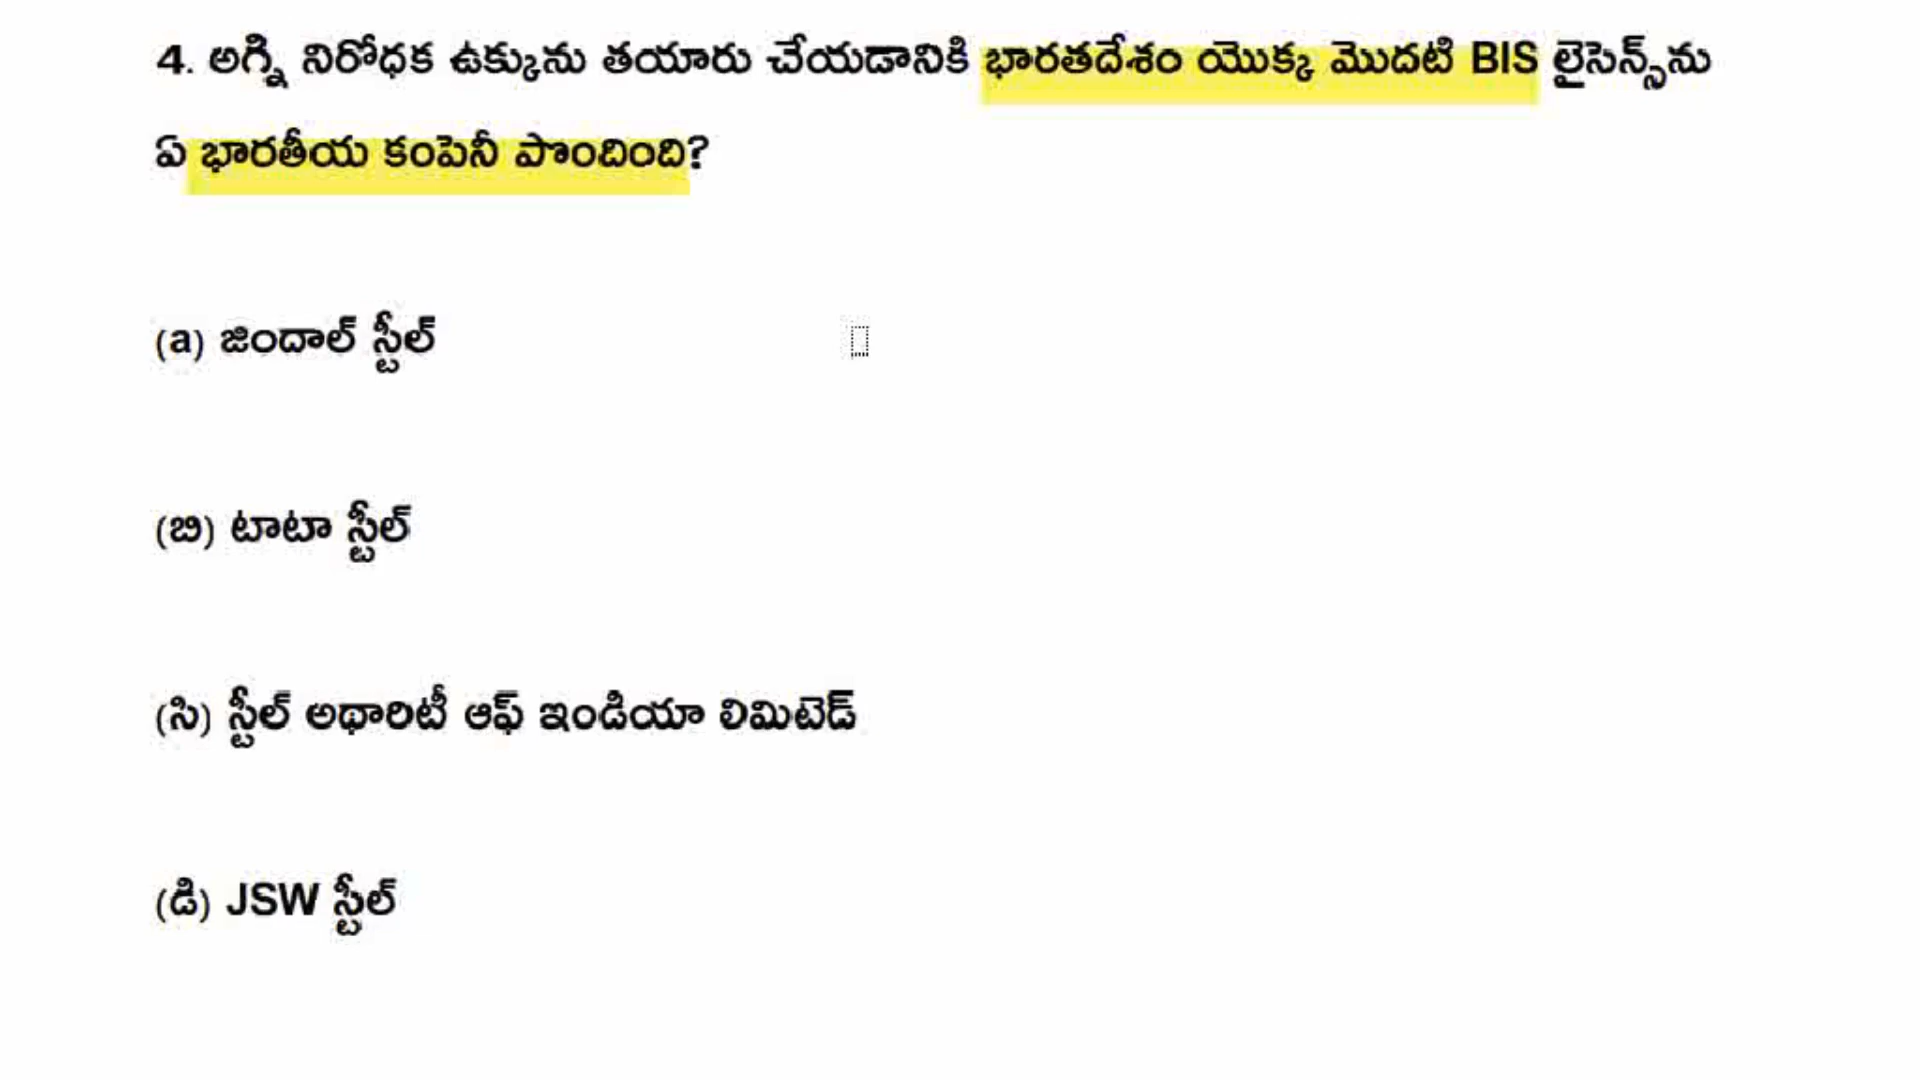 4. అగ్ని నిరోధక ఉక్కును తయారు చేయడానికి భారతదేశం యొక్క మొదటి BIS లైసెన్స్‌ను
ఏ భారతీయ కంపెనీ పొందింది?
(a) జిందాల్ స్టీల్
(బి) టాటా స్టీల్
(సి) స్టీల్ అథారిటీ ఆఫ్ ఇండియా లిమిటెడ్
(డి) JSW స్టీల్